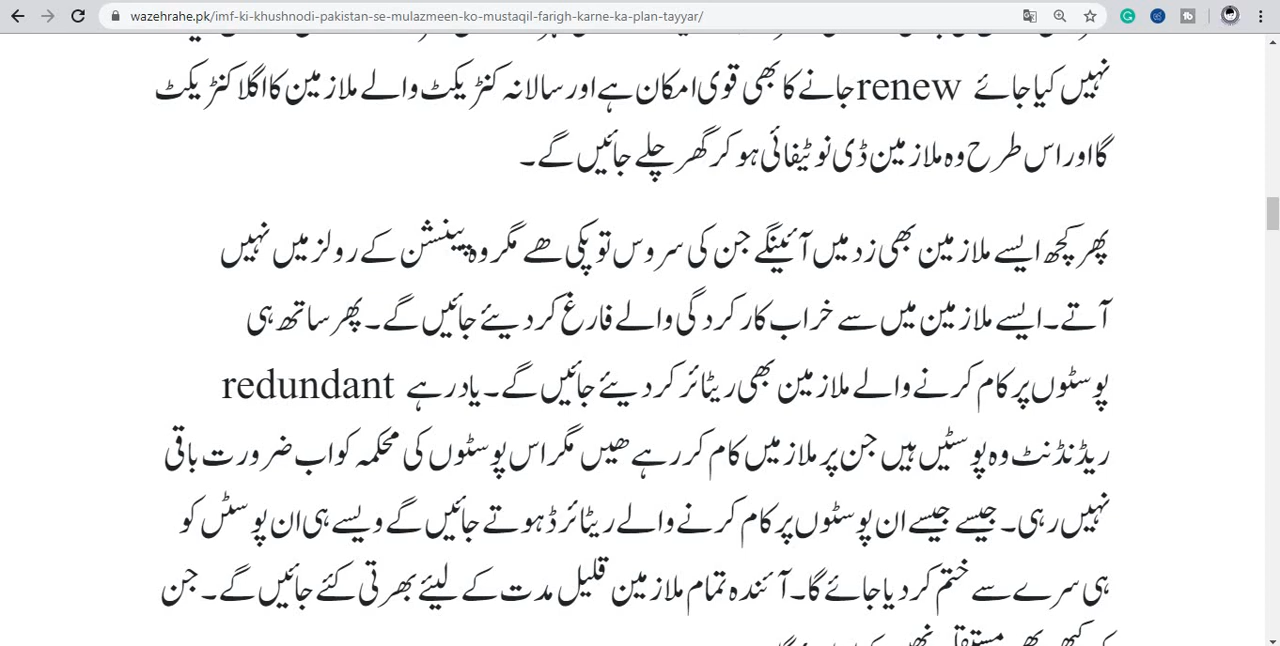 wazehrahe.pk/imf-ki-khushnodi-pakistan-se-mulazmeen-ko-mustaqil-farigh-karne-ka-plan-tayyar/
نہیں کیا جائے renew جانے کا بھی قوی امکان ہے اور سالانہ کنٹریکٹ والے ملازمین کا اگلا کنٹریکٹ
گا اور اس طرح وہ ملازمین ڈی نوٹیفائی ہو کر گھر چلے جائیں گے۔
پھر کچھ ایسے ملازمین بھی زد میں آئینگے جن کی سروس تو پکی ھے مگر وہ پینشن کے رولز میں نہیں
آتے۔ ایسے ملازمین میں سے خراب کارکردگی والے فارغ کر دیئے جائیں گے۔ پھر ساتھ ہی
پوسٹوں پر کام کرنے والے ملازمین بھی ریٹائر کر دیئے جائیں گے۔ یاد رہے redundant
ریڈنڈنٹ وہ پوسٹیں ہیں جن پر ملازمیں کام کر رہے ھیں مگر اس پوسٹوں کی محکمہ کو اب ضرورت باقی
نہیں رہی۔ جیسے جیسے ان پوسٹوں پر کام کرنے والے ریٹائرڈ ہوتے جائیں گے ویسے ہی ان پوسٹس کو
ہی سرے سے ختم کر دیا جائے گا۔ آئندہ تمام ملازمین قلیل مدت کے لیئے بھرتی کئے جائیں گے۔ جن